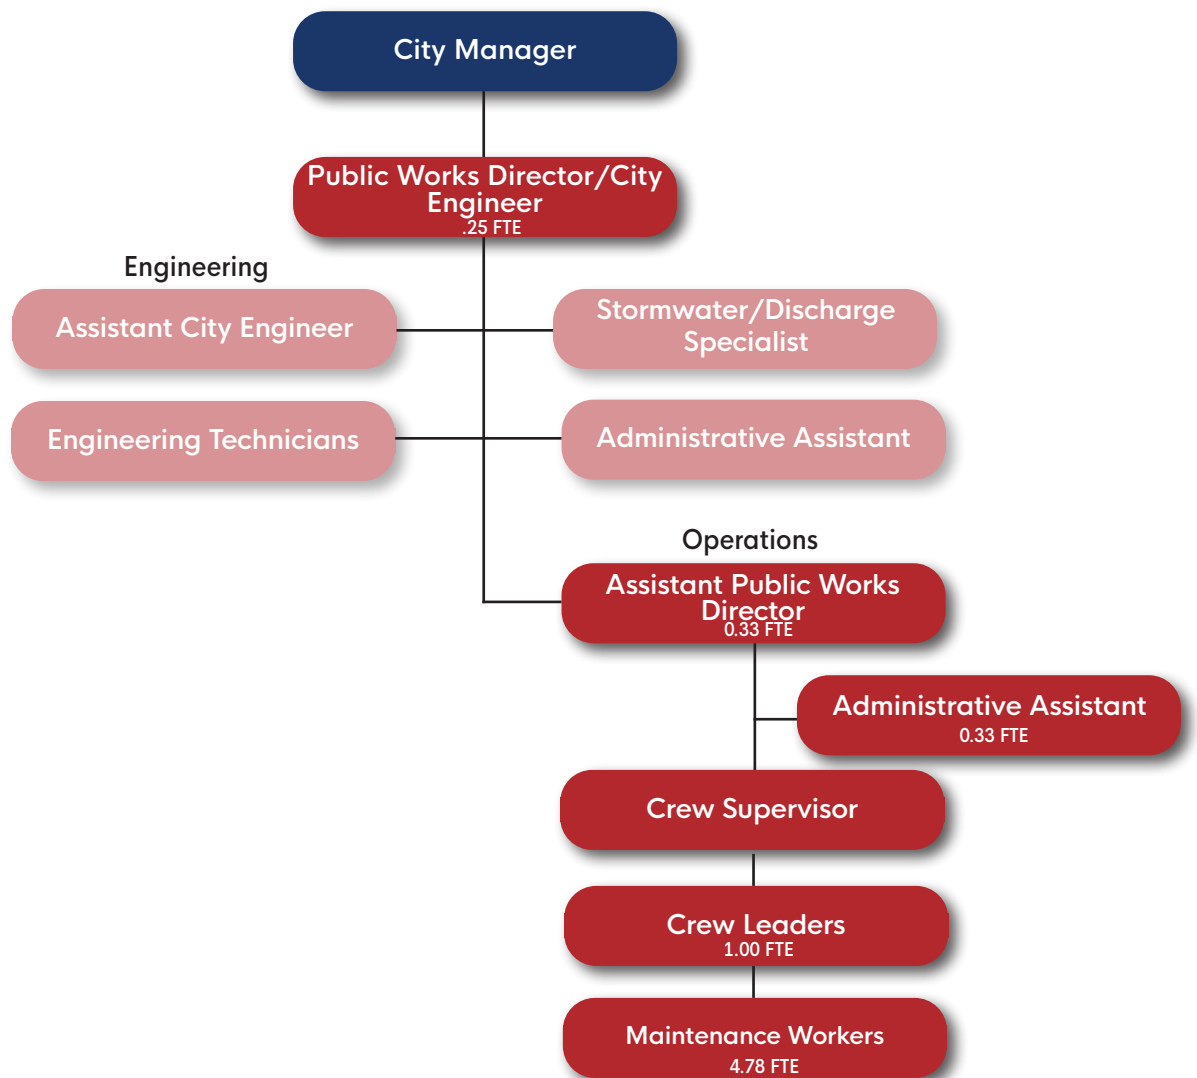 City Manager
Public Works Director/City
Engineer
.25 FTE
Engineering
Assistant City Engineer
Stormwater/Discharge
Specialist
Engineering Technicians
Administrative Assistant
Operations
Assistant Public Works
Director
0.33 FTE
Administrative Assistant
0.33 FTE
Crew Supervisor
Crew Leaders
1.00 FTE
Maintenance Workers
4.78 FTE